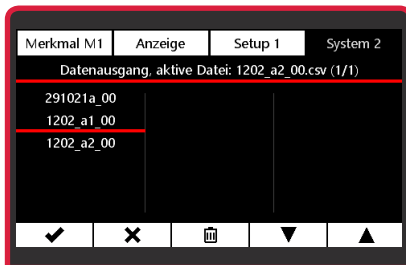 Merkmal M1 Anzeige Setup 1 System 2
Datenausgang, aktive Datei: 1202_a2_00.csv (1/1)
291021a_00
1202_a1_00
1202_a2_00